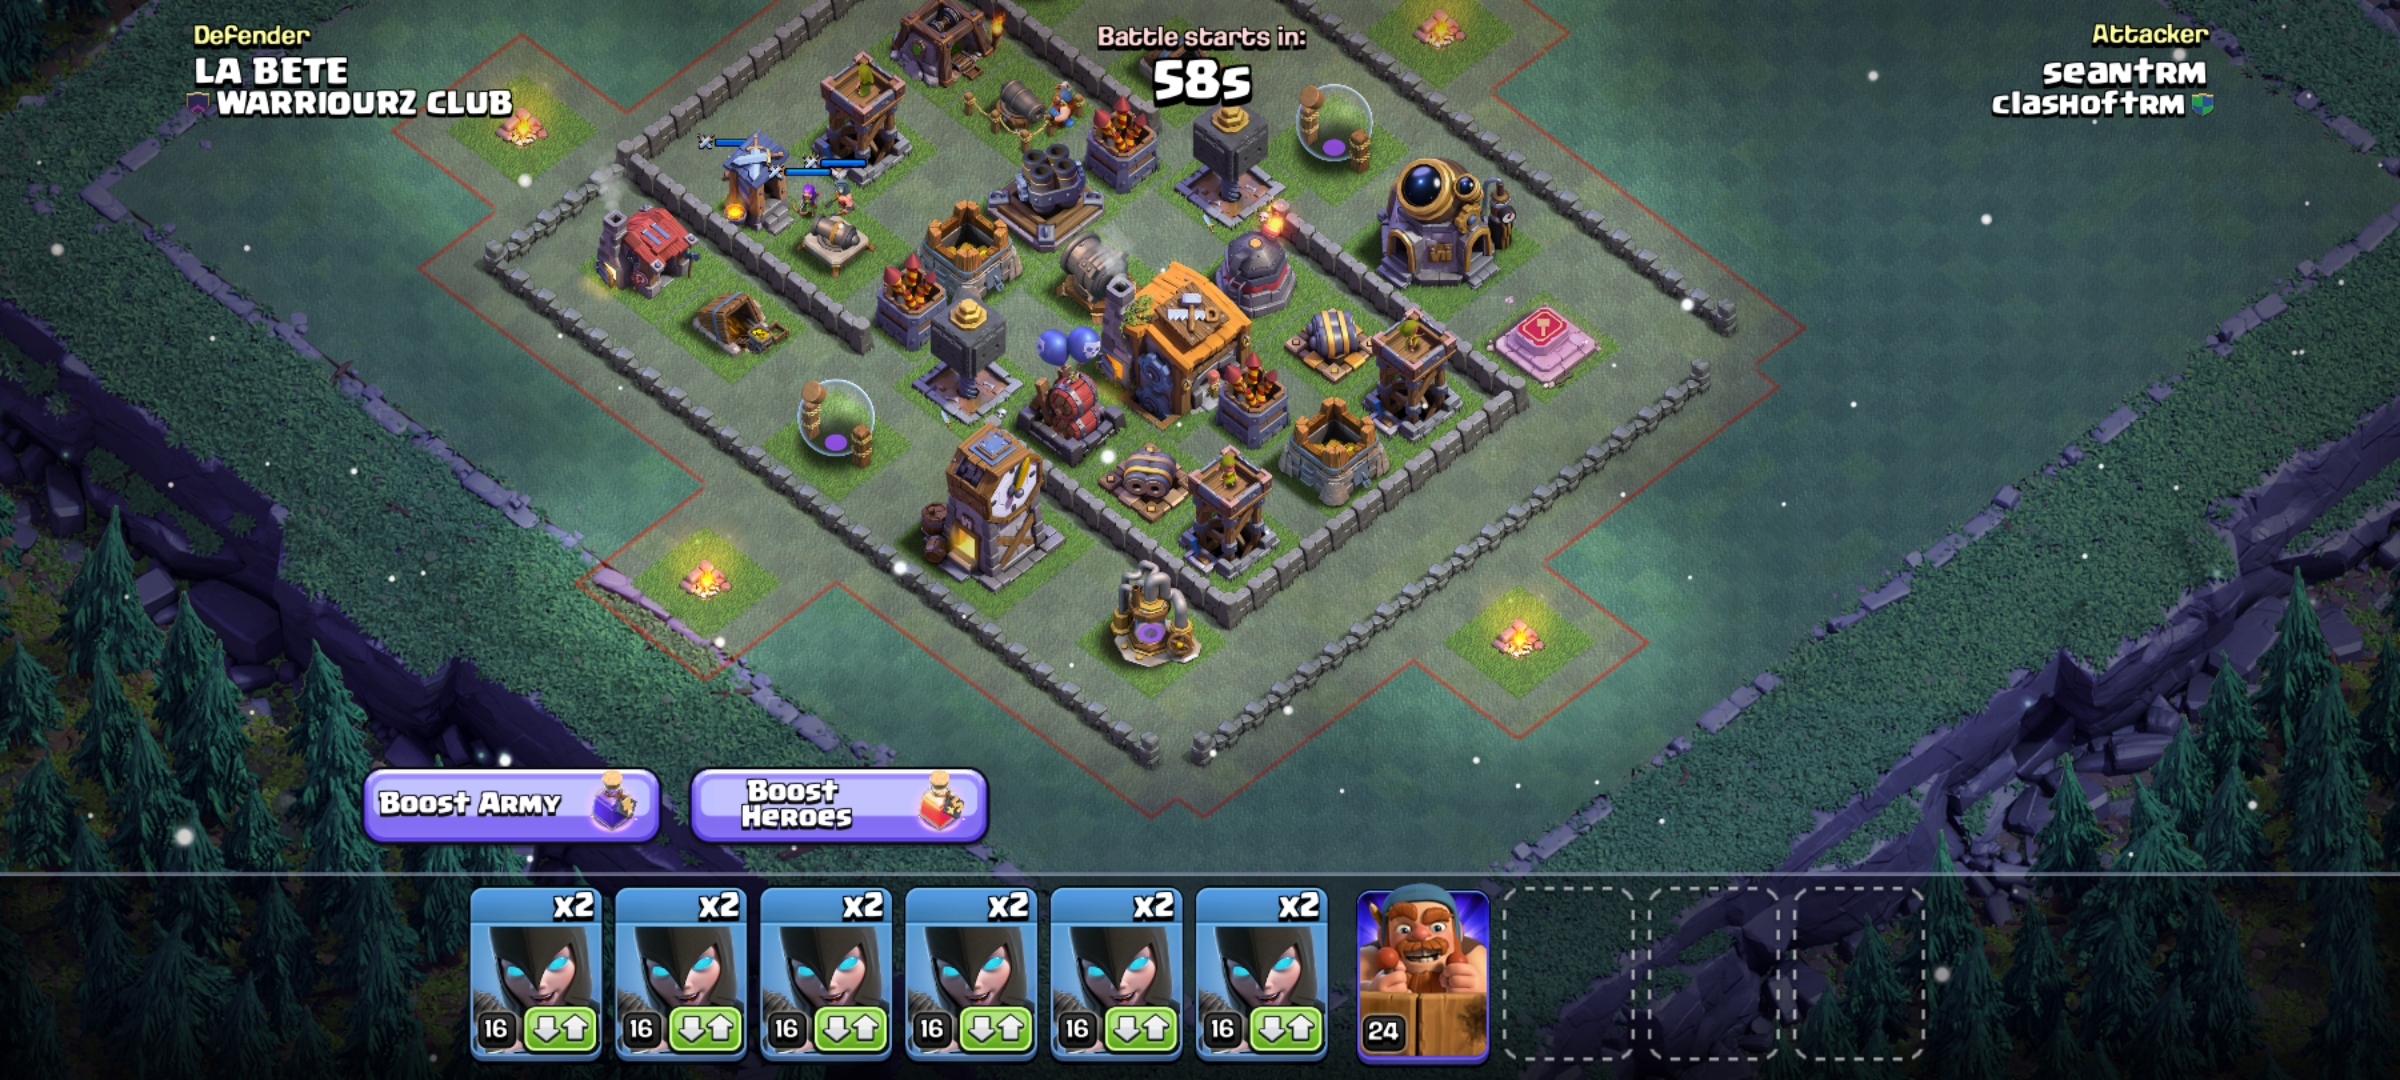 Defender
LA BETE
WARRIOURZ CLUB
Battle starts in:
58s
Attacker
seantrm
clashoftrm
Boost Army
Boost
Heroes
x2
x2
x2
x2
x2
x2
16
16
16
16
16
16
24